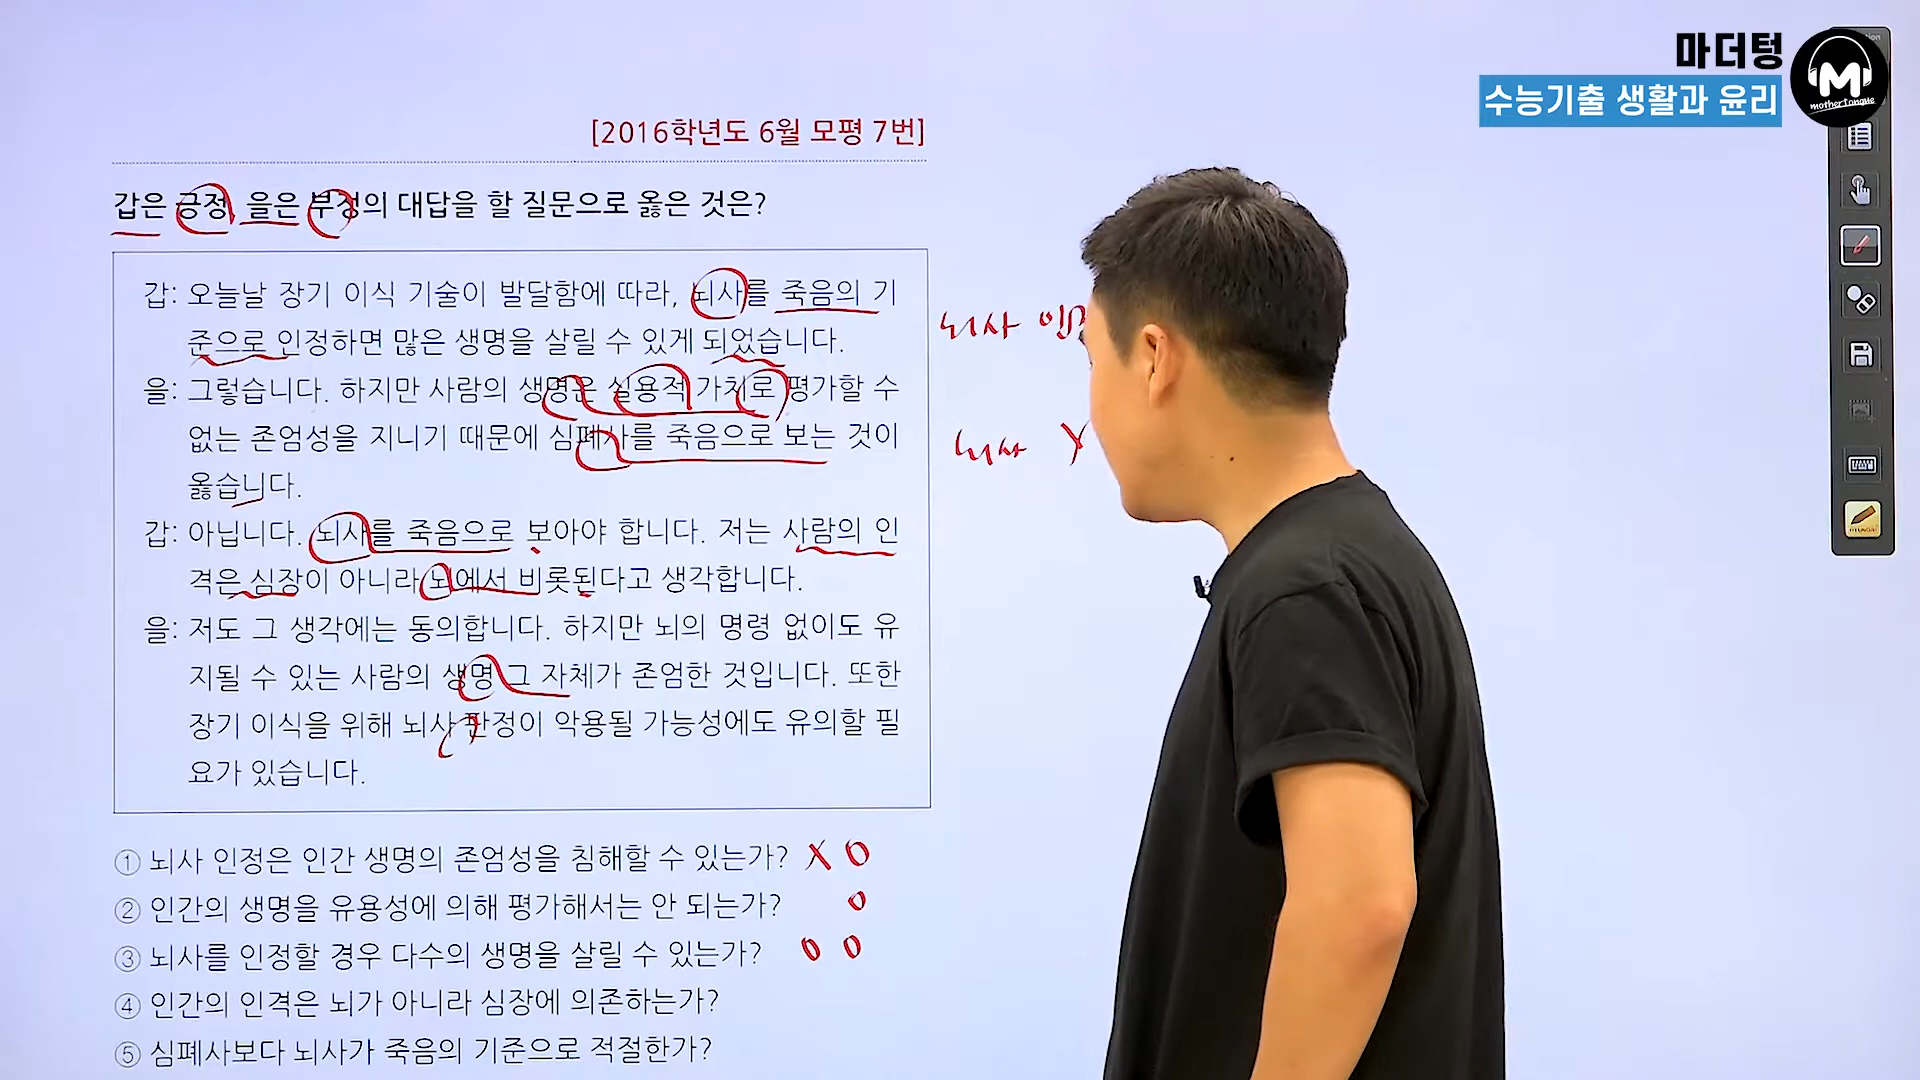 마더텅
수능기출 생활과 윤리
mothertongue
[2016학년도 6월 모평 7번]
갑은 긍정, 을은 부정의 대답을 할 질문으로 옳은 것은?
갑: 오늘날 장기 이식 기술이 발달함에 따라, 뇌사를 죽음의 기
준으로 인정하면 많은 생명을 살릴 수 있게 되었습니다.
뇌사 인
을: 그렇습니다. 하지만 사람의 생명은 실용적 가치로 평가할 수
없는 존엄성을 지니기 때문에 심폐사를 죽음으로 보는 것이
뇌사 X
옳습니다.
갑: 아닙니다. 뇌사를 죽음으로 보아야 합니다. 저는 사람의 인
격은 심장이 아니라 뇌에서 비롯된다고 생각합니다.
을: 저도 그 생각에는 동의합니다. 하지만 뇌의 명령 없이도 유
지될 수 있는 사람의 생명 그 자체가 존엄한 것입니다. 또한
장기 이식을 위해 뇌사 판정이 악용될 가능성에도 유의할 필
요가 있습니다.
① 뇌사 인정은 인간 생명의 존엄성을 침해할 수 있는가? X O
② 인간의 생명을 유용성에 의해 평가해서는 안 되는가? O
③ 뇌사를 인정할 경우 다수의 생명을 살릴 수 있는가? O O
④ 인간의 인격은 뇌가 아니라 심장에 의존하는가?
⑤ 심폐사보다 뇌사가 죽음의 기준으로 적절한가?